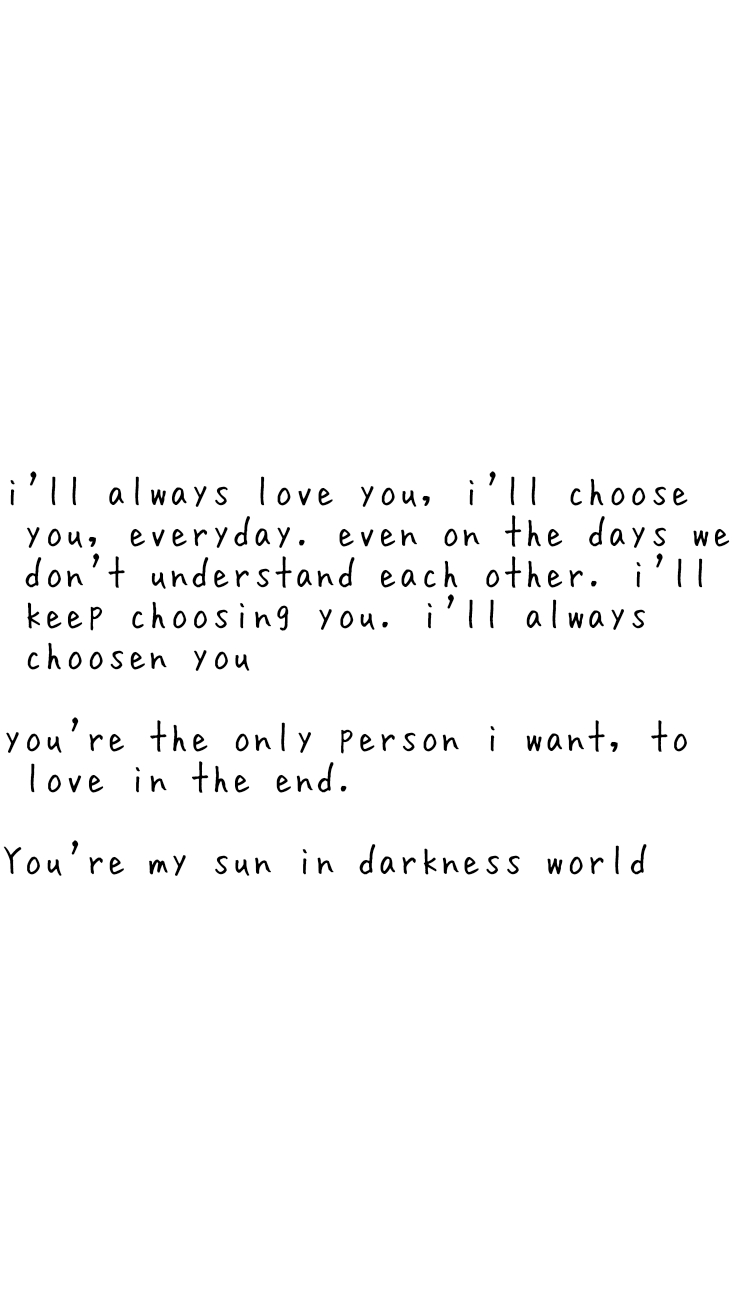 i'll always love you, i'll choose
you, everyday. even on the days we
don't understand each other. i'll
keep choosing you. i'll always
choosen you
you're the only person i want, to
love in the end.
You're my sun in darkness world